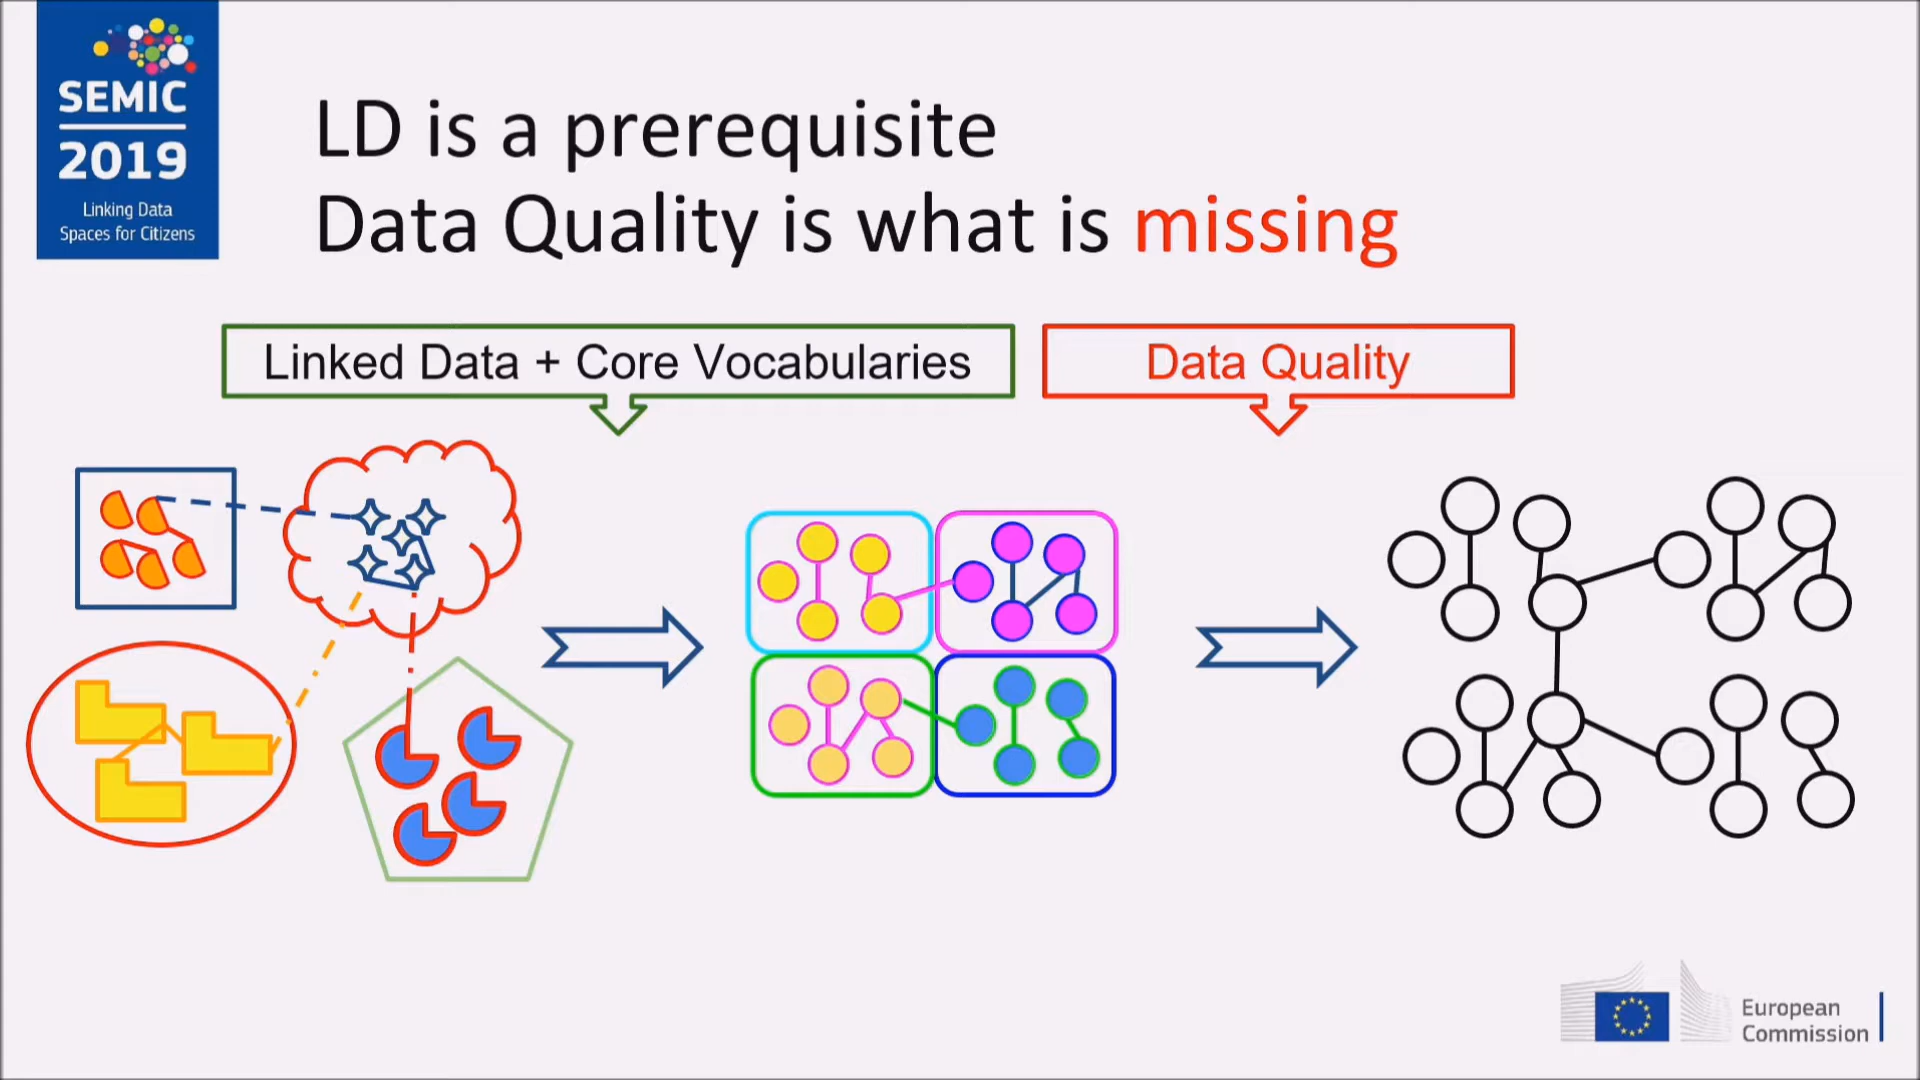 SEMIC
2019
Linking Data
Spaces for Citizens
LD is a prerequisite
Data Quality is what is missing
Linked Data + Core Vocabularies
Data Quality
European
Commission